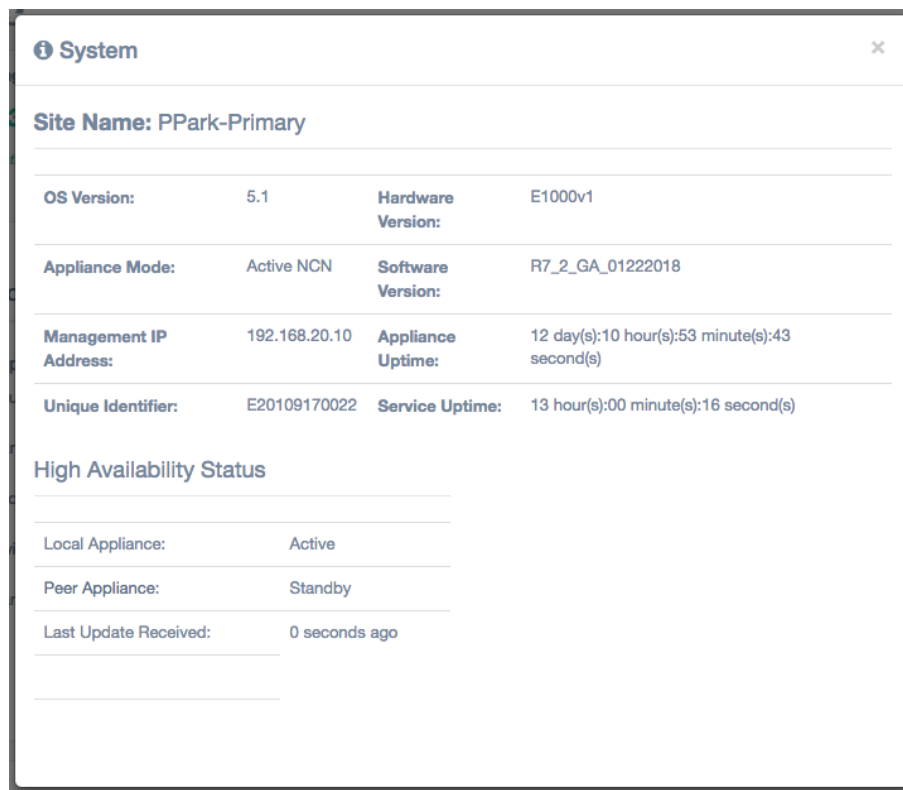 System
×
Site Name: PPark-Primary
OS Version: 5.1 Hardware Version: E1000v1
Appliance Mode: Active NCN Software Version: R7_2_GA_01222018
Management IP Address: 192.168.20.10 Appliance Uptime: 12 day(s):10 hour(s):53 minute(s):43 second(s)
Unique Identifier: E20109170022 Service Uptime: 13 hour(s):00 minute(s):16 second(s)
High Availability Status
Local Appliance: Active
Peer Appliance: Standby
Last Update Received: 0 seconds ago